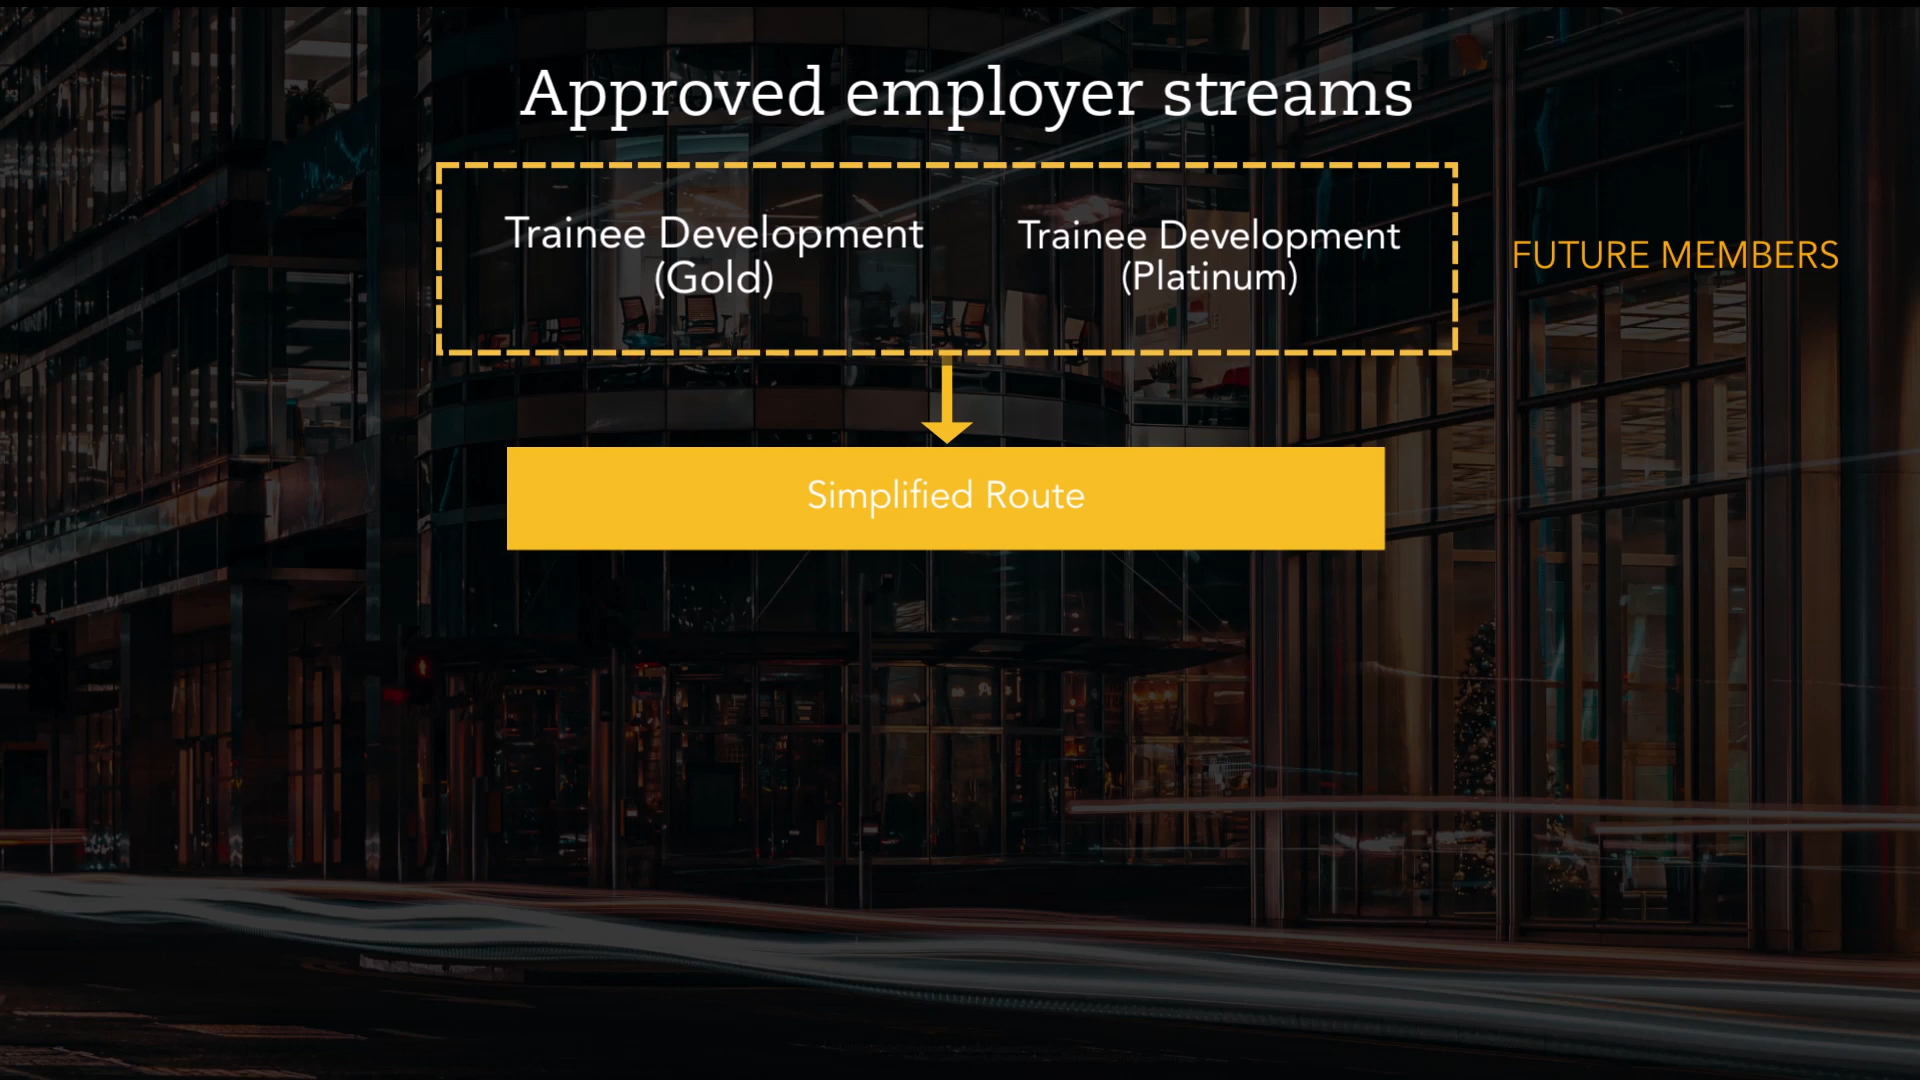 Approved employer streams
Trainee Development
(Gold)
Trainee Development
(Platinum)
FUTURE MEMBERS
Simplified Route